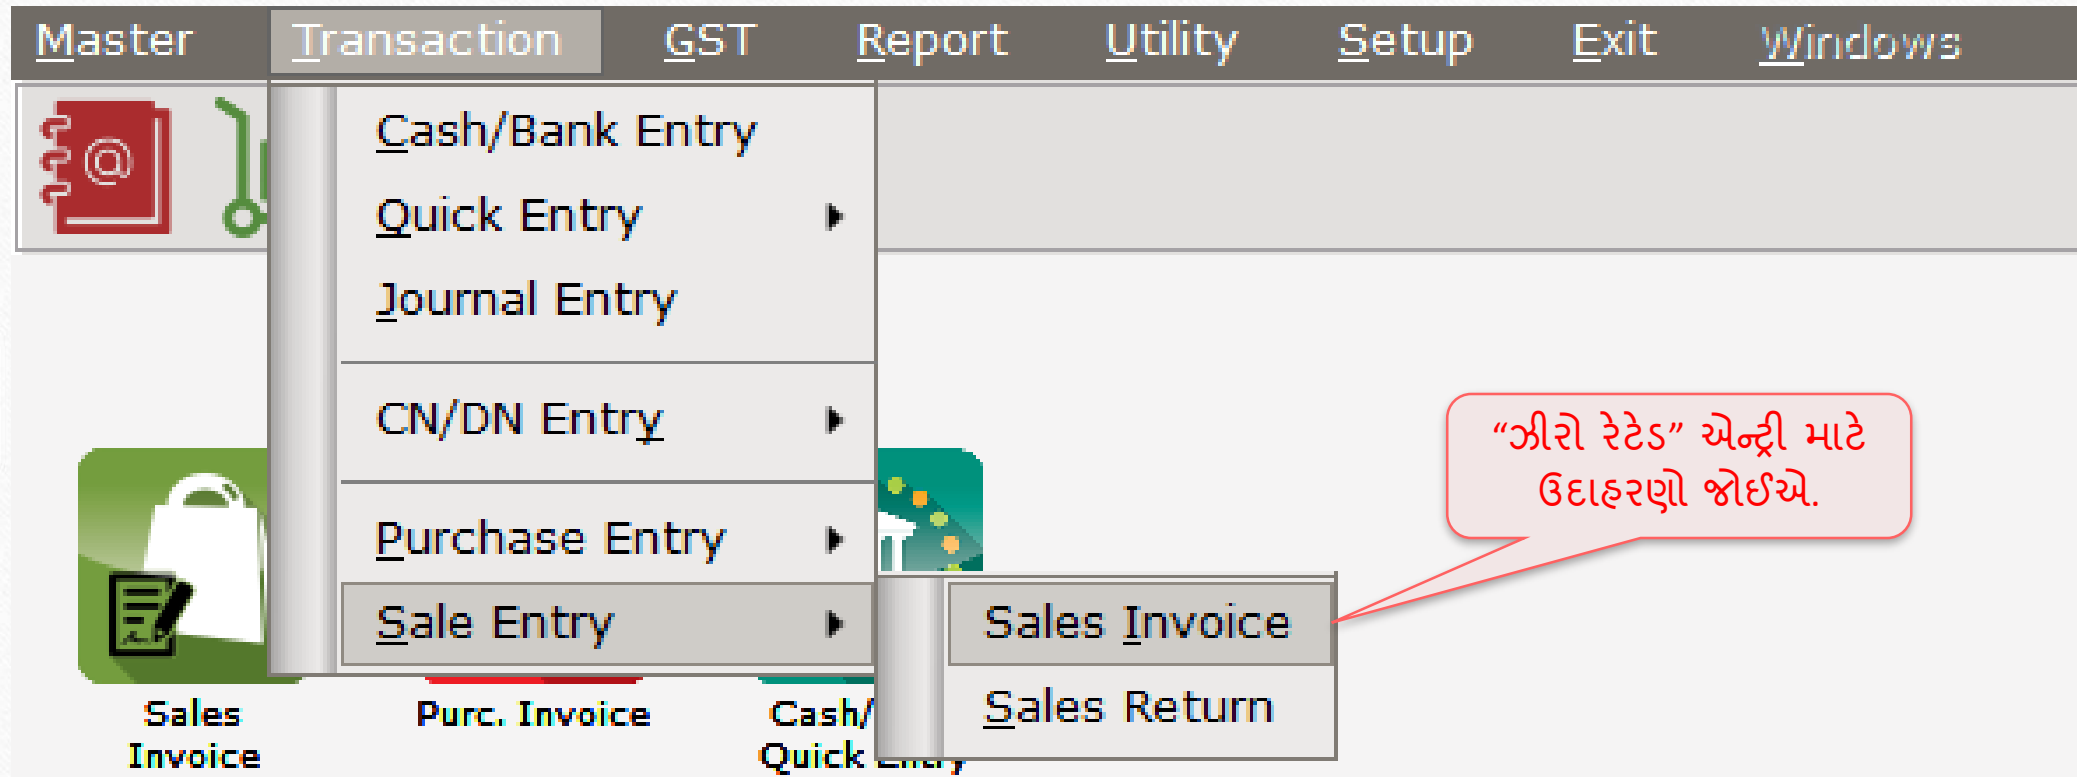 Master Transaction GST Report Utility Setup Exit Windows
@
Cash/Bank Entry
Quick Entry
Journal Entry
CN/DN Entry
Purchase Entry
Sale Entry
Sales Invoice
Sales Return
“ઝીરો રેટેડ” એન્ટ્રી માટે
ઉદાહરણો જોઈએ.
Sales
Invoice
Purc. Invoice
Cash/
Quick Entry